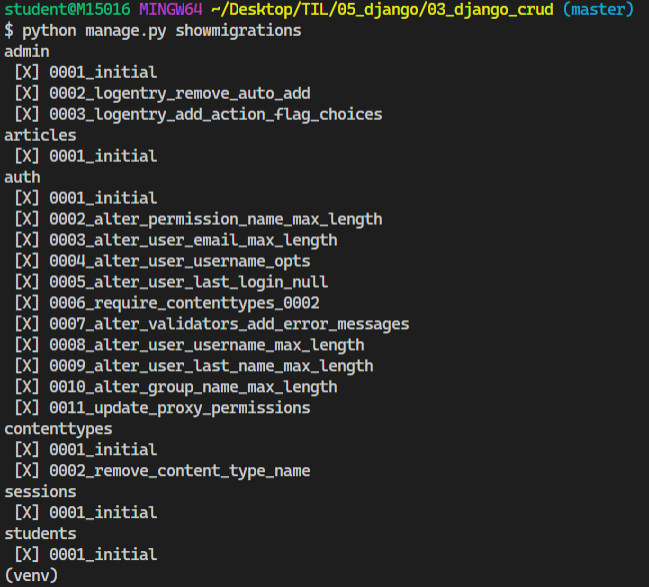 student@M15016 MINGW64 ~/Desktop/TIL/05_django/03_django_crud (master)
$ python manage.py showmigrations
admin
 [X] 0001_initial
 [X] 0002_logentry_remove_auto_add
 [X] 0003_logentry_add_action_flag_choices
articles
 [X] 0001_initial
auth
 [X] 0001_initial
 [X] 0002_alter_permission_name_max_length
 [X] 0003_alter_user_email_max_length
 [X] 0004_alter_user_username_opts
 [X] 0005_alter_user_last_login_null
 [X] 0006_require_contenttypes_0002
 [X] 0007_alter_validators_add_error_messages
 [X] 0008_alter_user_username_max_length
 [X] 0009_alter_user_last_name_max_length
 [X] 0010_alter_group_name_max_length
 [X] 0011_update_proxy_permissions
contenttypes
 [X] 0001_initial
 [X] 0002_remove_content_type_name
sessions
 [X] 0001_initial
students
 [X] 0001_initial
(venv)